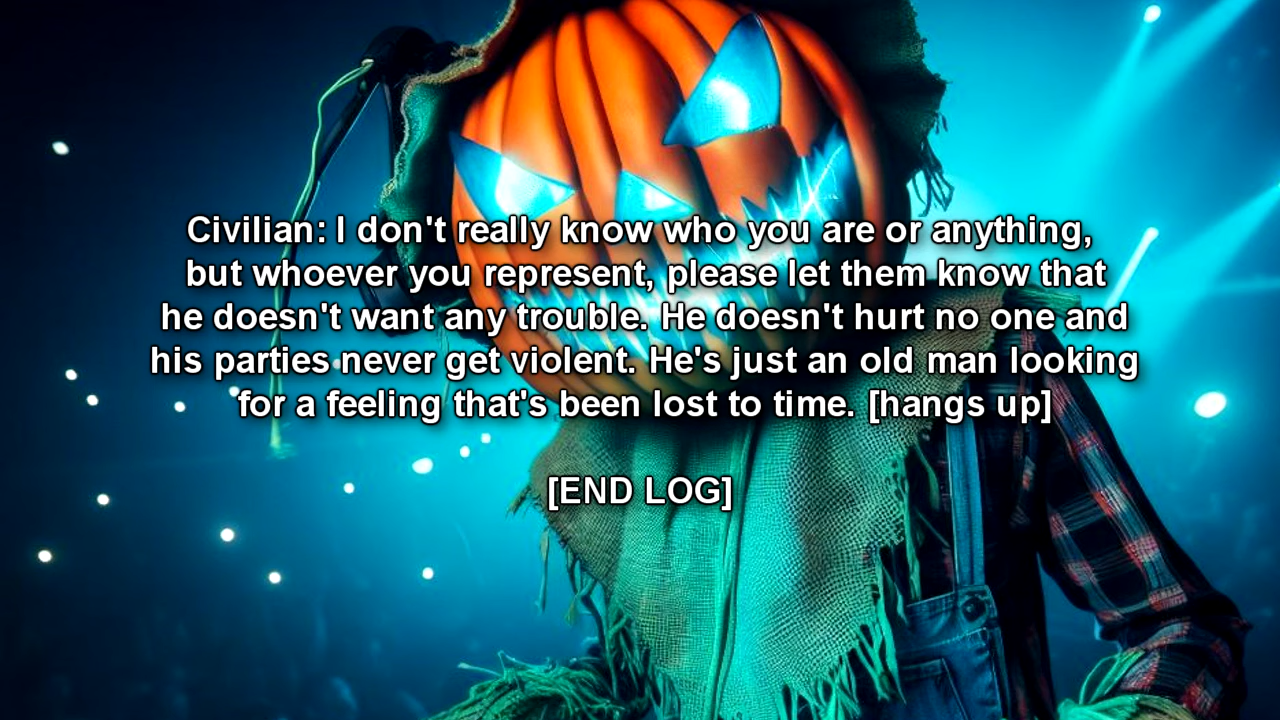 Civilian: I don't really know who you are or anything,
but whoever you represent, please let them know that
he doesn't want any trouble. He doesn't hurt no one and
his parties never get violent. He's just an old man looking
for a feeling that's been lost to time. [hangs up]
[END LOG]